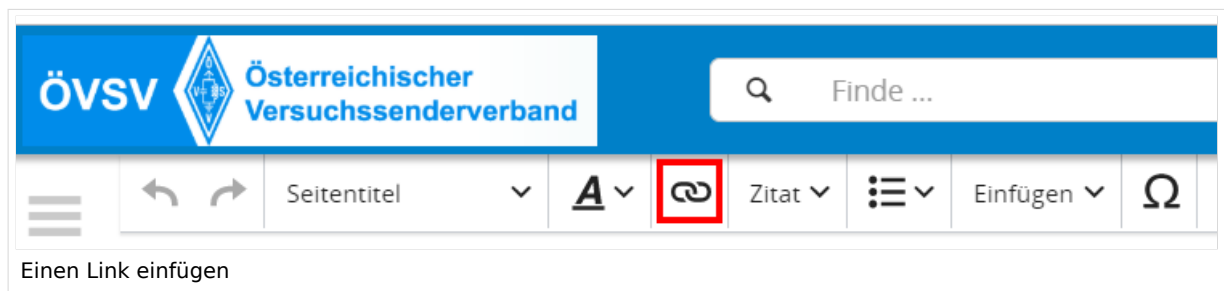 ÖVSV
Österreichischer
Versuchssenderverband
Finde ...
Seitentitel A Zitat Einfügen Ω
Einen Link einfügen